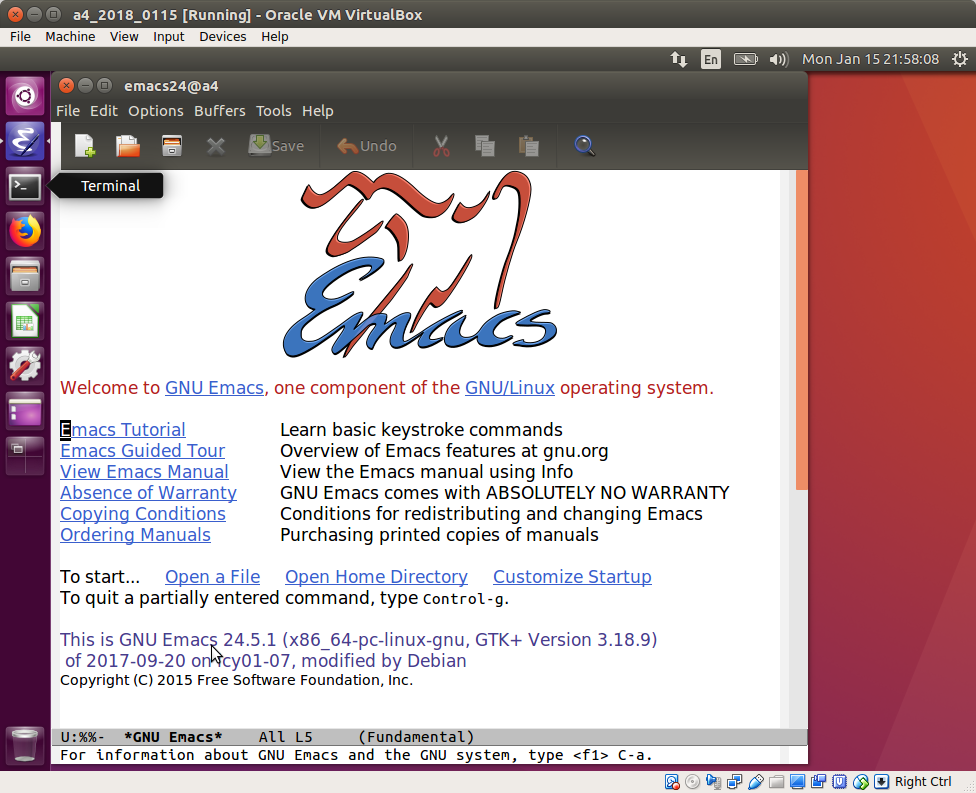 a4_2018_0115 [Running] - Oracle VM VirtualBox
File Machine View Input Devices Help
En Mon Jan 15 21:58:08
emacs24@a4
File Edit Options Buffers Tools Help
Save Undo
Terminal
Emacs
Welcome to GNU Emacs, one component of the GNU/Linux operating system.
Emacs Tutorial Learn basic keystroke commands
Emacs Guided Tour Overview of Emacs features at gnu.org
View Emacs Manual View the Emacs manual using Info
Absence of Warranty GNU Emacs comes with ABSOLUTELY NO WARRANTY
Copying Conditions Conditions for redistributing and changing Emacs
Ordering Manuals Purchasing printed copies of manuals
To start... Open a File Open Home Directory Customize Startup
To quit a partially entered command, type Control-g.
This is GNU Emacs 24.5.1 (x86_64-pc-linux-gnu, GTK+ Version 3.18.9)
of 2017-09-20 on lcy01-07, modified by Debian
Copyright (C) 2015 Free Software Foundation, Inc.
U:%%- *GNU Emacs* All L5 (Fundamental)
For information about GNU Emacs and the GNU system, type <f1> C-a.
Right Ctrl